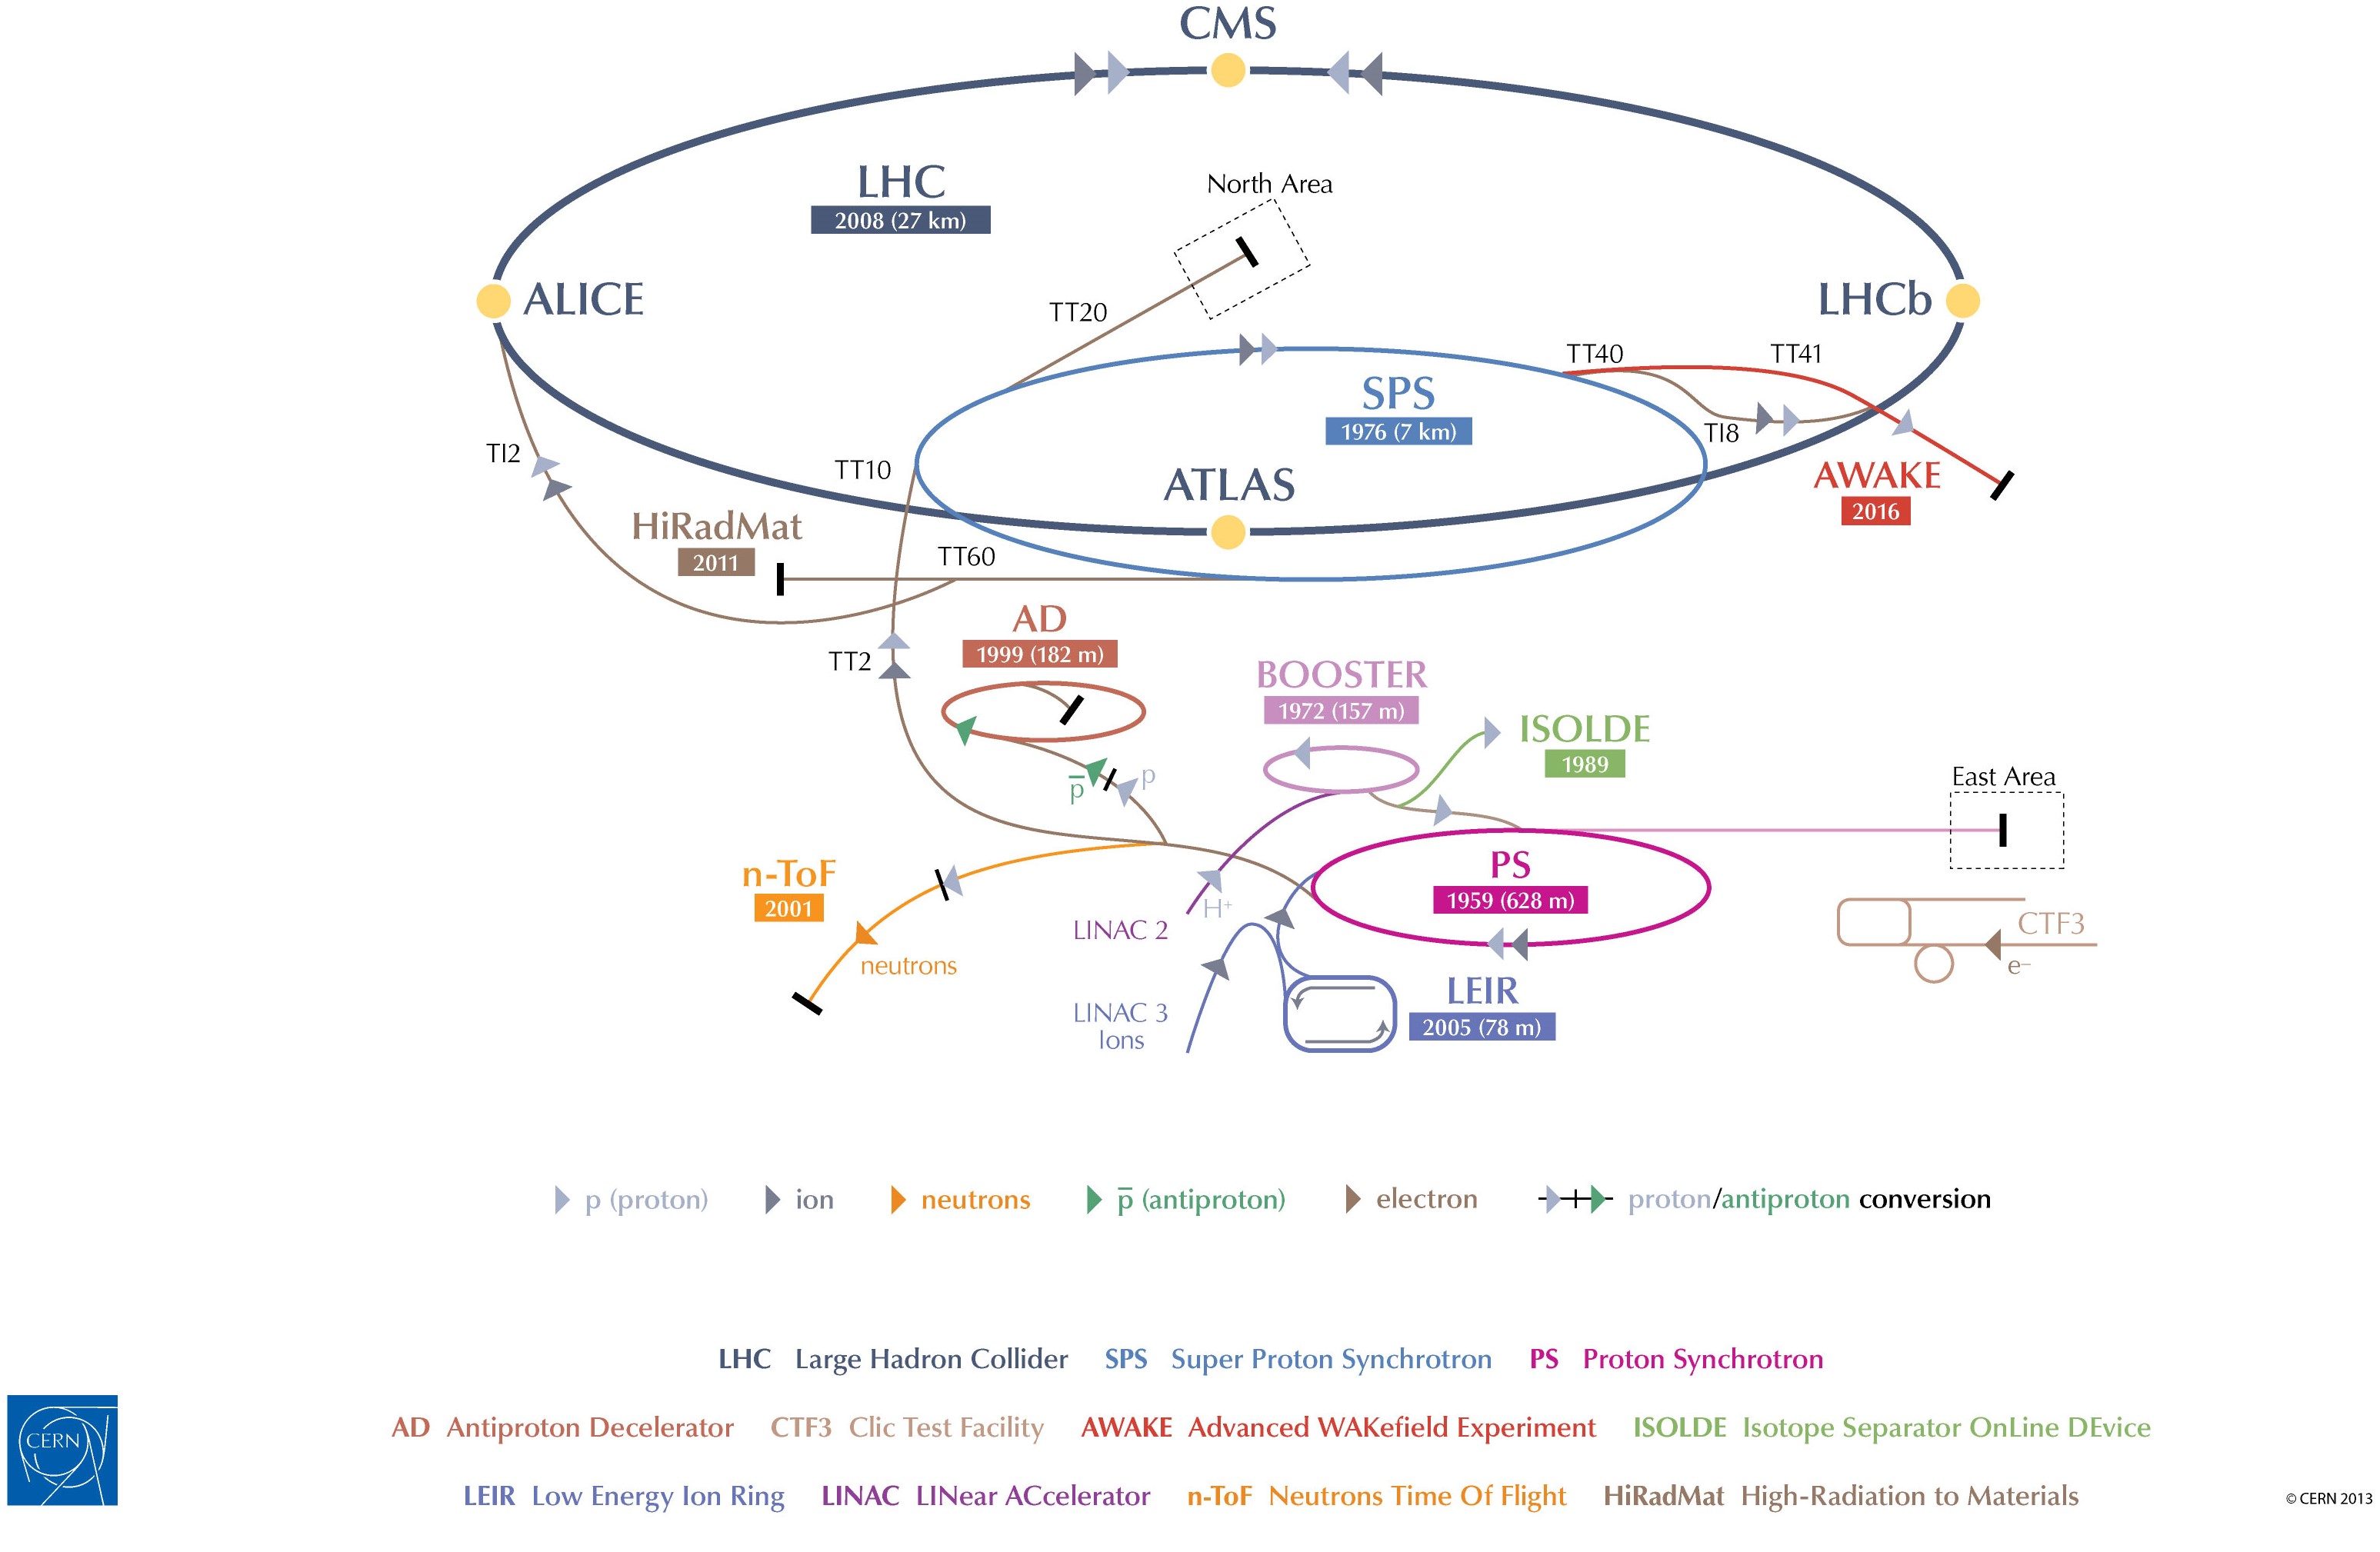 CMS
LHC
2008 (27 km)
North Area
ALICE
LHCb
TT20
TT40
TT41
SPS
1976 (7 km)
TI8
TI2
TT10
ATLAS
AWAKE
2016
HiRadMat
2011
TT60
AD
1999 (182 m)
TT2
BOOSTER
1972 (157 m)
ISOLDE
1989
p
p̅
East Area
n-ToF
2001
PS
1959 (628 m)
H⁺
LINAC 2
CTF3
e⁻
neutrons
LEIR
2005 (78 m)
LINAC 3
Ions
p (proton) ion neutrons p̅ (antiproton) electron proton/antiproton conversion
LHC Large Hadron Collider SPS Super Proton Synchrotron PS Proton Synchrotron
AD Antiproton Decelerator CTF3 Clic Test Facility AWAKE Advanced WAKefield Experiment ISOLDE Isotope Separator OnLine DEvice
LEIR Low Energy Ion Ring LINAC LINear ACcelerator n-ToF Neutrons Time Of Flight HiRadMat High-Radiation to Materials
CERN
© CERN 2013